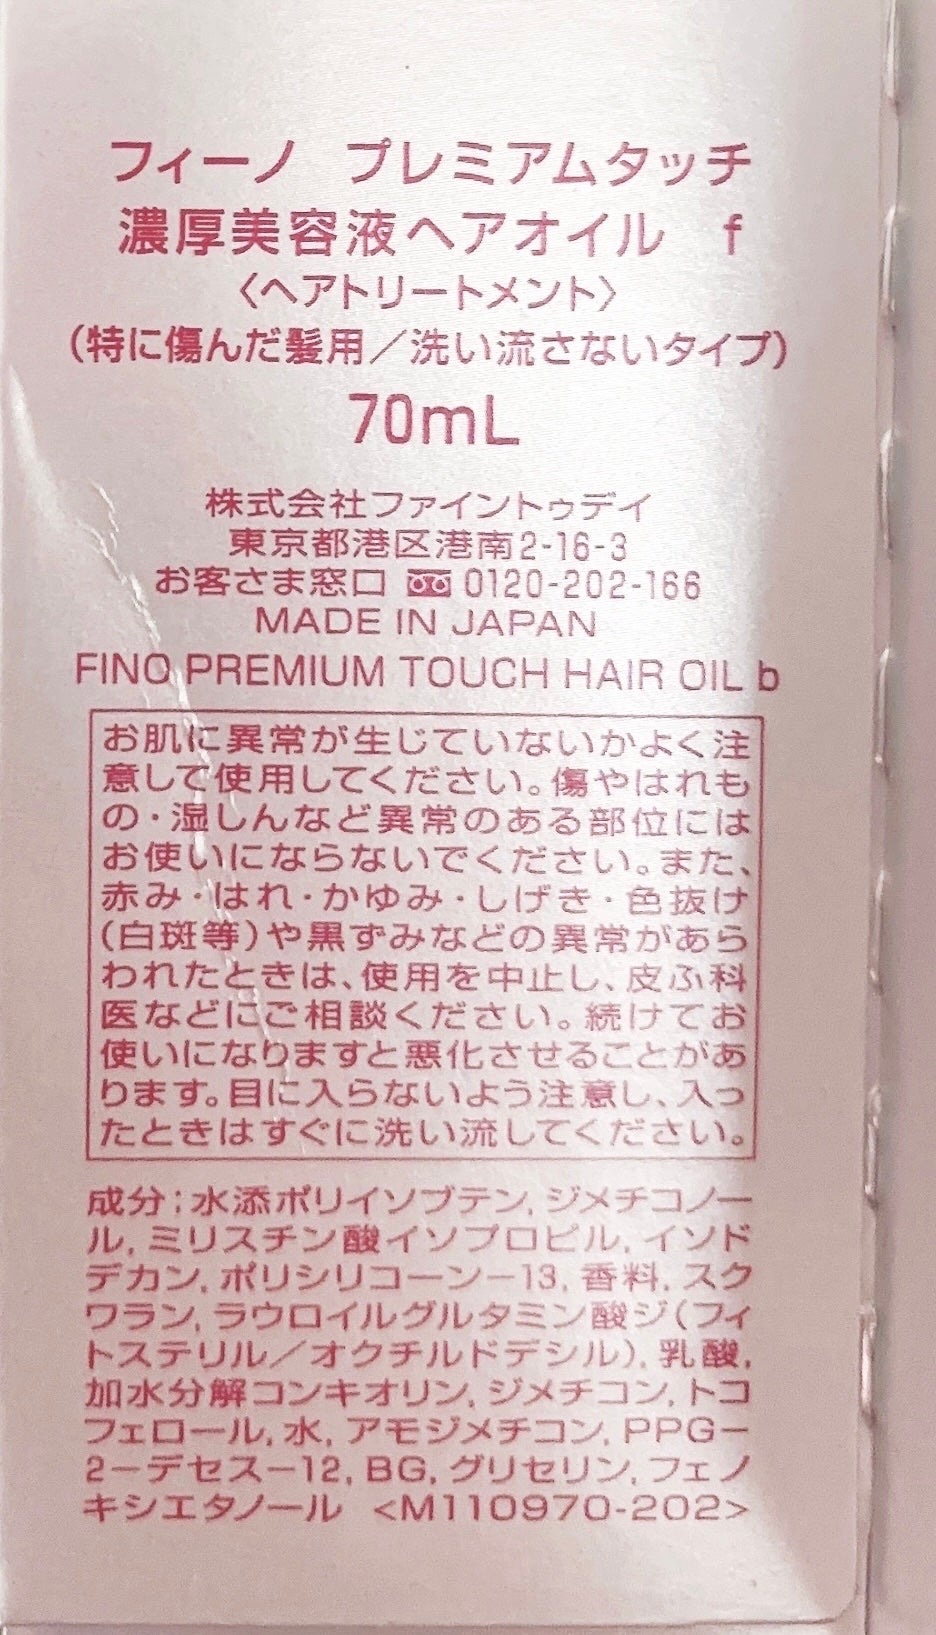 フィーノ プレミアムタッチ
濃厚美容液ヘアオイル f
〈ヘアトリートメント〉
(特に傷んだ髪用/洗い流さないタイプ)
70mL
株式会社ファイントゥデイ
東京都港区港南2-16-3
お客さま窓口 0120-202-166
MADE IN JAPAN
FINO PREMIUM TOUCH HAIR OIL b
お肌に異常が生じていないかよく注
意して使用してください。傷やはれも
の・湿しんなど異常のある部位には
お使いにならないでください。また、
赤み・はれ・かゆみ・しげき・色抜け
(白斑等)や黒ずみなどの異常があら
われたときは、使用を中止し、皮ふ科
医などにご相談ください。続けてお
使いになりますと悪化させることがあ
ります。目に入らないよう注意し、入っ
たときはすぐに洗い流してください。
成分;水添ポリイソブテン, ジメチコノー
ル, ミリスチン酸イソプロピル, イソド
デカン, ポリシリコーン-13, 香料, スク
ワラン, ラウロイルグルタミン酸ジ(フィ
トステリル/オクチルドデシル), 乳酸,
加水分解コンキオリン, ジメチコン, トコ
フェロール, 水, アモジメチコン, PPG-
2-デセス-12, BG, グリセリン, フェノ
キシエタノール <M110970-202>